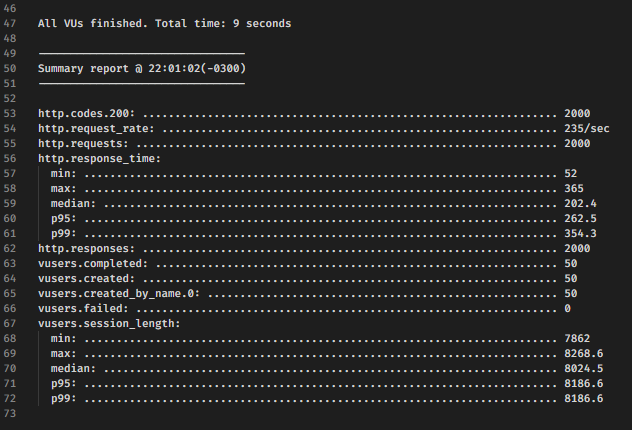 46
47 All VUs finished. Total time: 9 seconds
48
49 --------------------------------
50 Summary report @ 22:01:02(-0300)
51 --------------------------------
52
53 http.codes.200: ................................................................ 2000
54 http.request_rate: ............................................................. 235/sec
55 http.requests: ................................................................. 2000
56 http.response_time:
57 min: ......................................................................... 52
58 max: ......................................................................... 365
59 median: ...................................................................... 202.4
60 p95: ......................................................................... 262.5
61 p99: ......................................................................... 354.3
62 http.responses: ................................................................ 2000
63 vusers.completed: .............................................................. 50
64 vusers.created: ................................................................ 50
65 vusers.created_by_name.0: ...................................................... 50
66 vusers.failed: ................................................................. 0
67 vusers.session_length:
68 min: ......................................................................... 7862
69 max: ......................................................................... 8268.6
70 median: ...................................................................... 8024.5
71 p95: ......................................................................... 8186.6
72 p99: ......................................................................... 8186.6
73